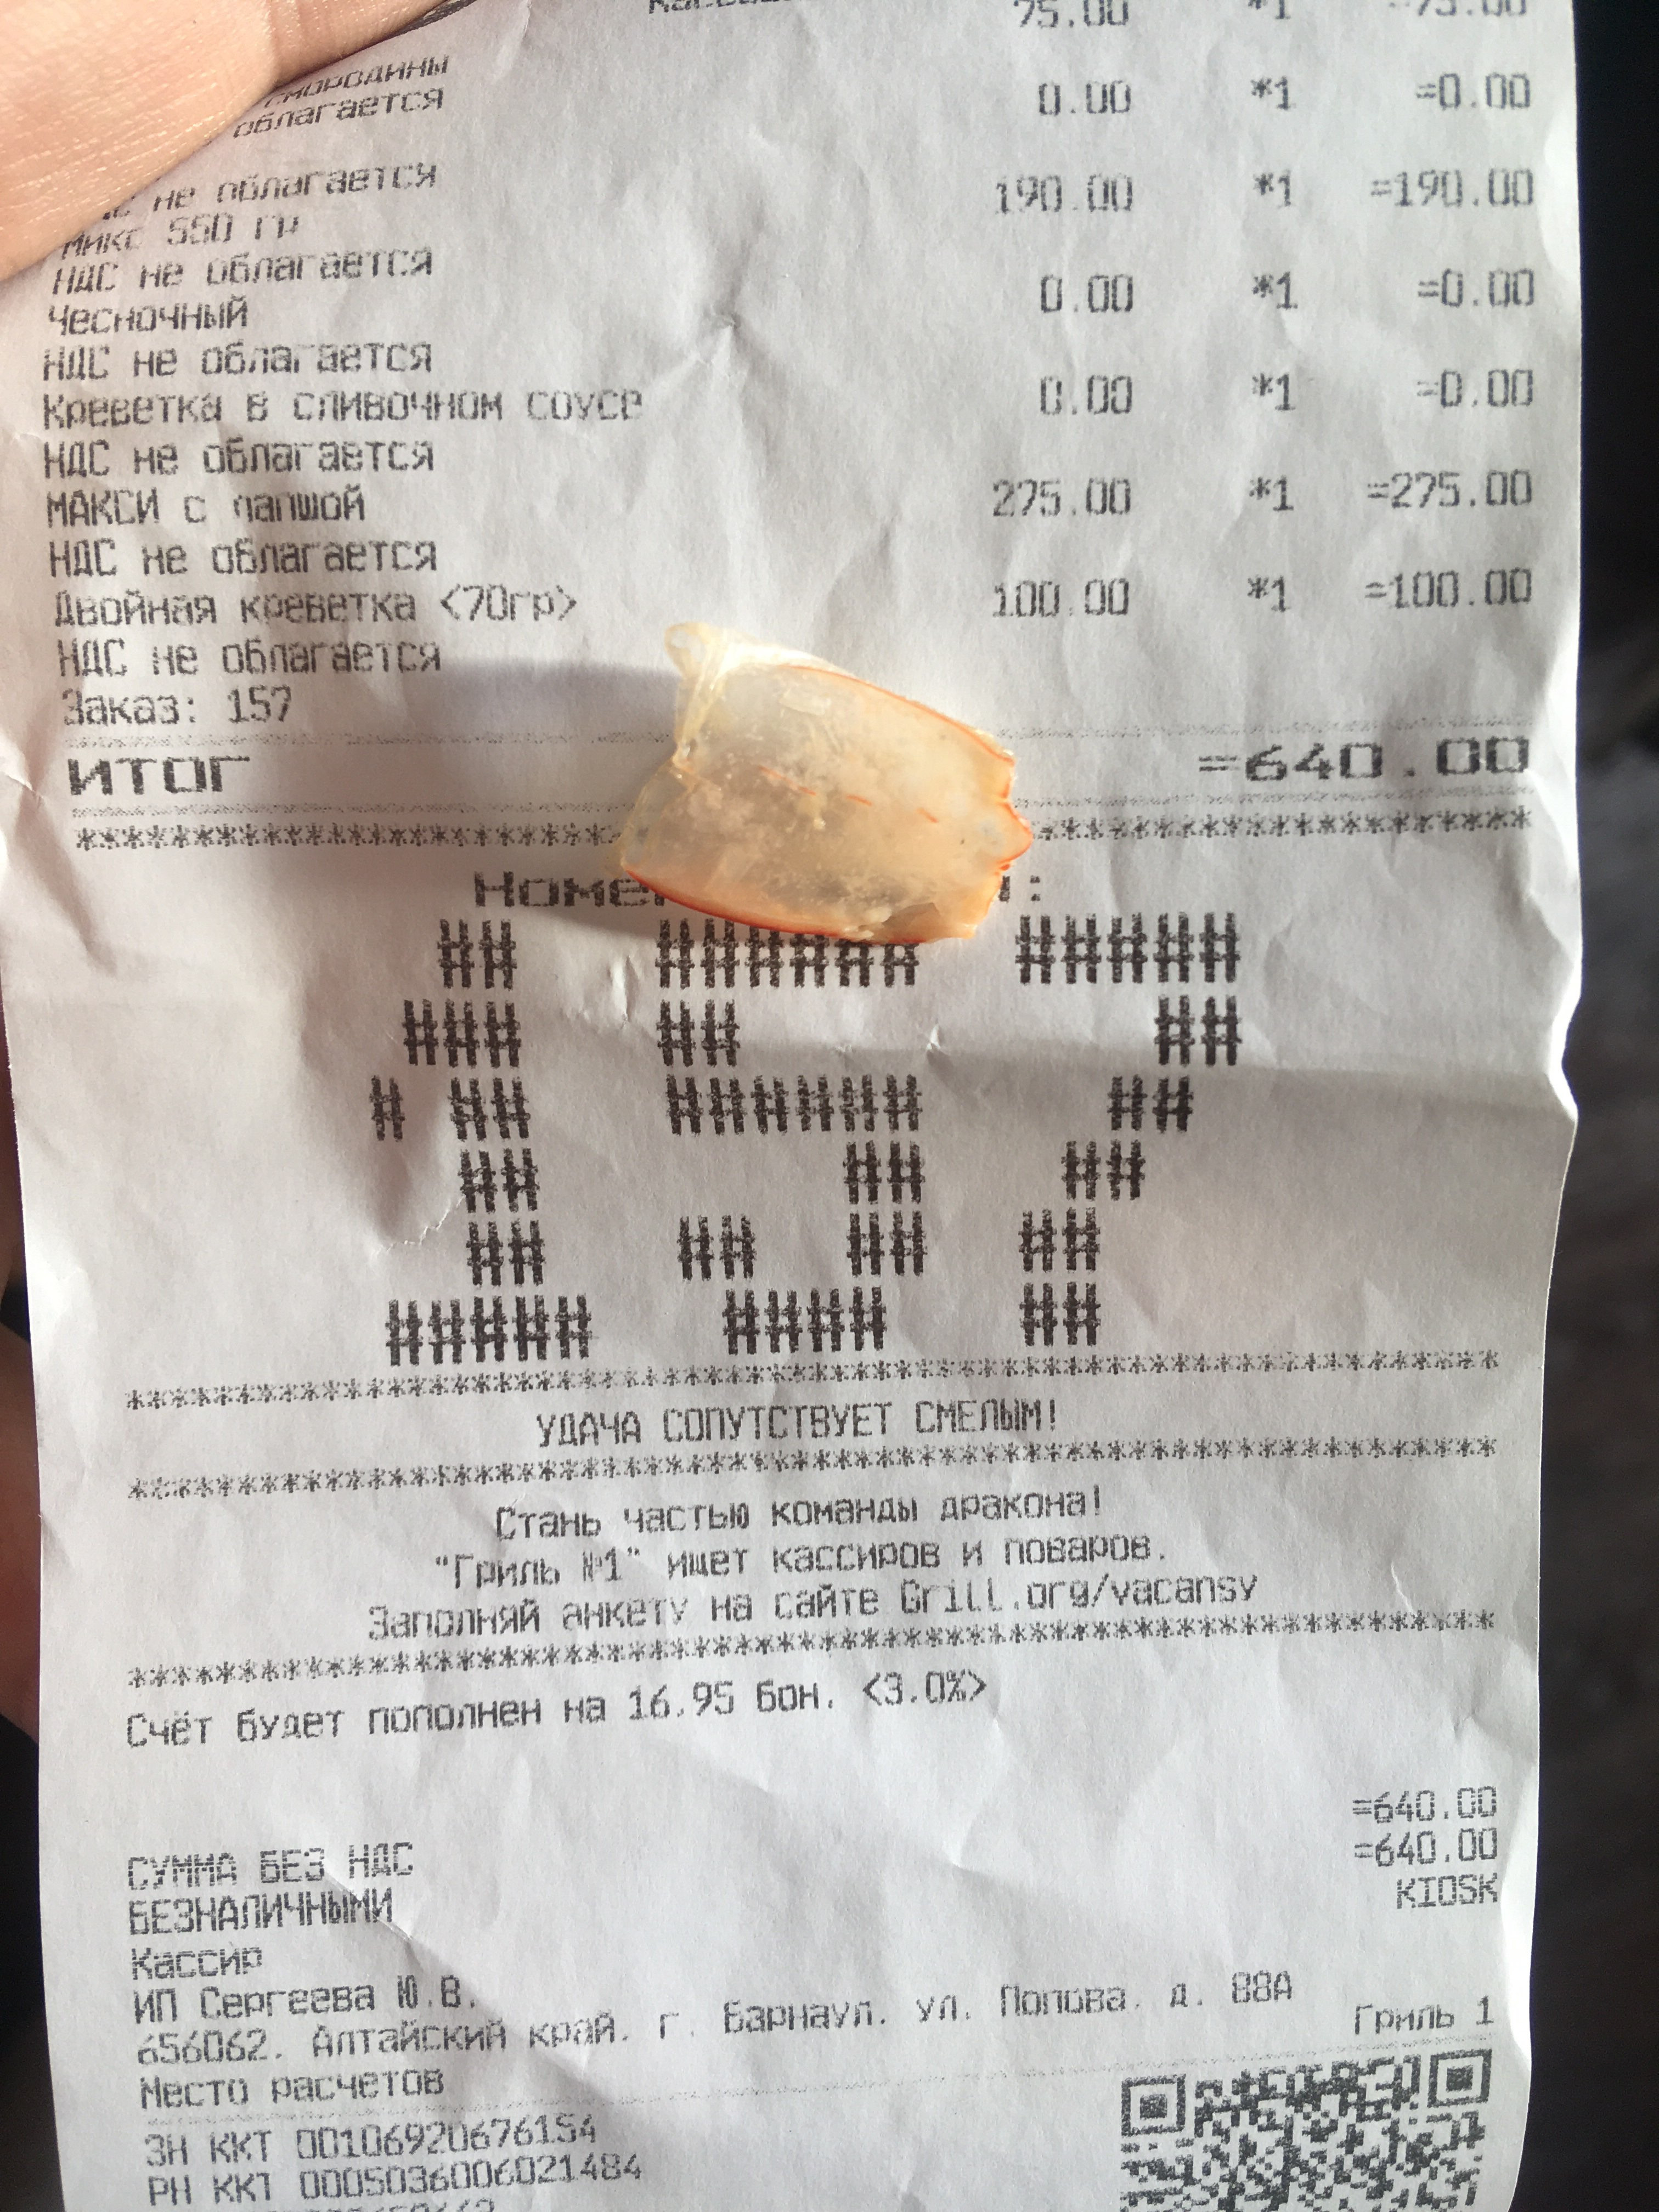 75.00 *1 =75.00
смородины
облагается 0.00 *1 =0.00
не облагается 190.00 *1 =190.00
Микс 550 гр
НДС не облагается
Чесночный 0.00 *1 =0.00
НДС не облагается
Креветка в сливочном соусе 0.00 *1 =0.00
НДС не облагается
МАКСИ с лапшой 275.00 *1 =275.00
НДС не облагается
Двойная креветка <70гр> 100.00 *1 =100.00
НДС не облагается
Заказ: 157
ИТОГ =640.00
157
УДАЧА СОПУТСТВУЕТ СМЕЛЫМ!
Стань частью команды дракона!
"Гриль №1" ищет кассиров и поваров.
Заполняй анкету на сайте Grill.org/vacansy
Счёт будет пополнен на 16.95 бон. <3.0%>
=640.00
СУММА БЕЗ НДС =640.00
БЕЗНАЛИЧНЫМИ KIOSK
Кассир
ИП Сергеева Ю.В.
656062. Алтайский край. г. Барнаул. ул. Попова. д. 88А
Место расчетов Гриль 1
ЗН ККТ 00106920676154
РН ККТ 0005036006021484